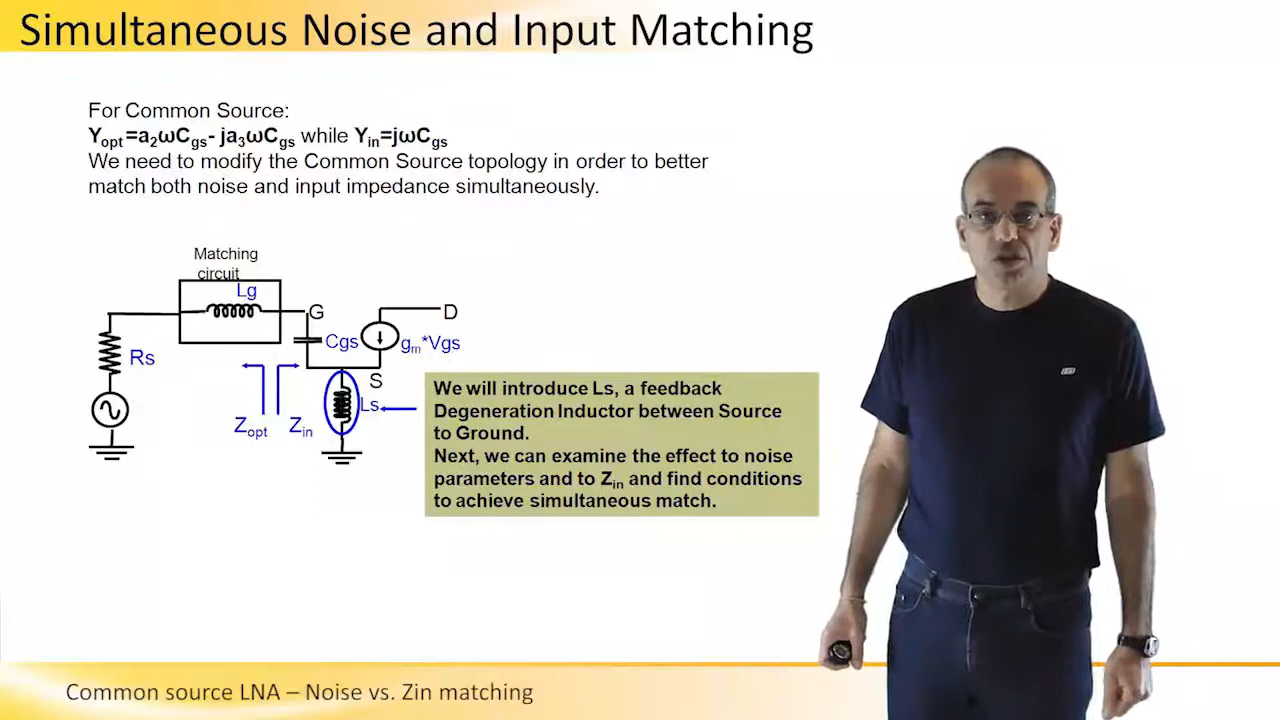 Simultaneous Noise and Input Matching
For Common Source:
Yopt=a2ωCgs- ja3ωCgs while Yin=jωCgs
We need to modify the Common Source topology in order to better
match both noise and input impedance simultaneously.
Matching
circuit
Lg
G
D
Cgs
gm*Vgs
Rs
S
Ls
Zopt
Zin
We will introduce Ls, a feedback
Degeneration Inductor between Source
to Ground.
Next, we can examine the effect to noise
parameters and to Zin and find conditions
to achieve simultaneous match.
Common source LNA – Noise vs. Zin matching